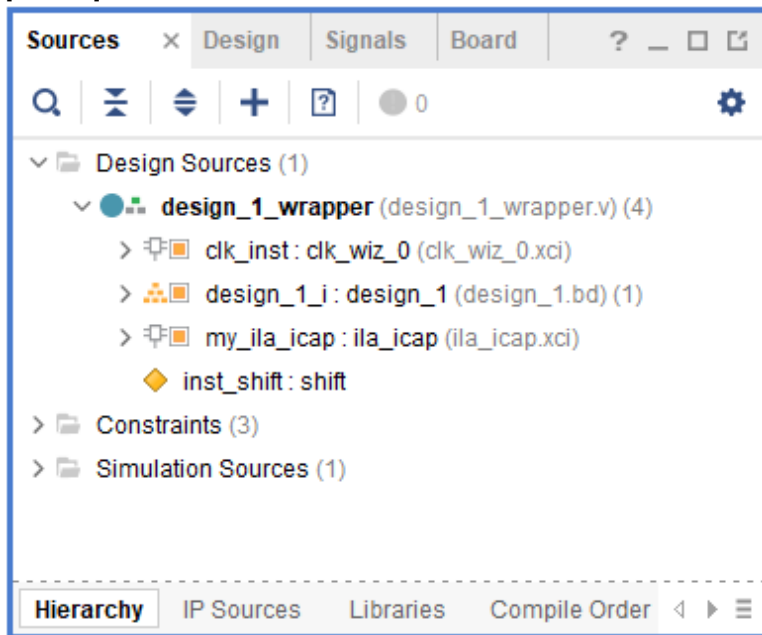 Sources × Design Signals Board ? _
0
Design Sources (1)
design_1_wrapper (design_1_wrapper.v) (4)
clk_inst : clk_wiz_0 (clk_wiz_0.xci)
design_1_i : design_1 (design_1.bd) (1)
my_ila_icap : ila_icap (ila_icap.xci)
inst_shift : shift
Constraints (3)
Simulation Sources (1)
Hierarchy IP Sources Libraries Compile Order